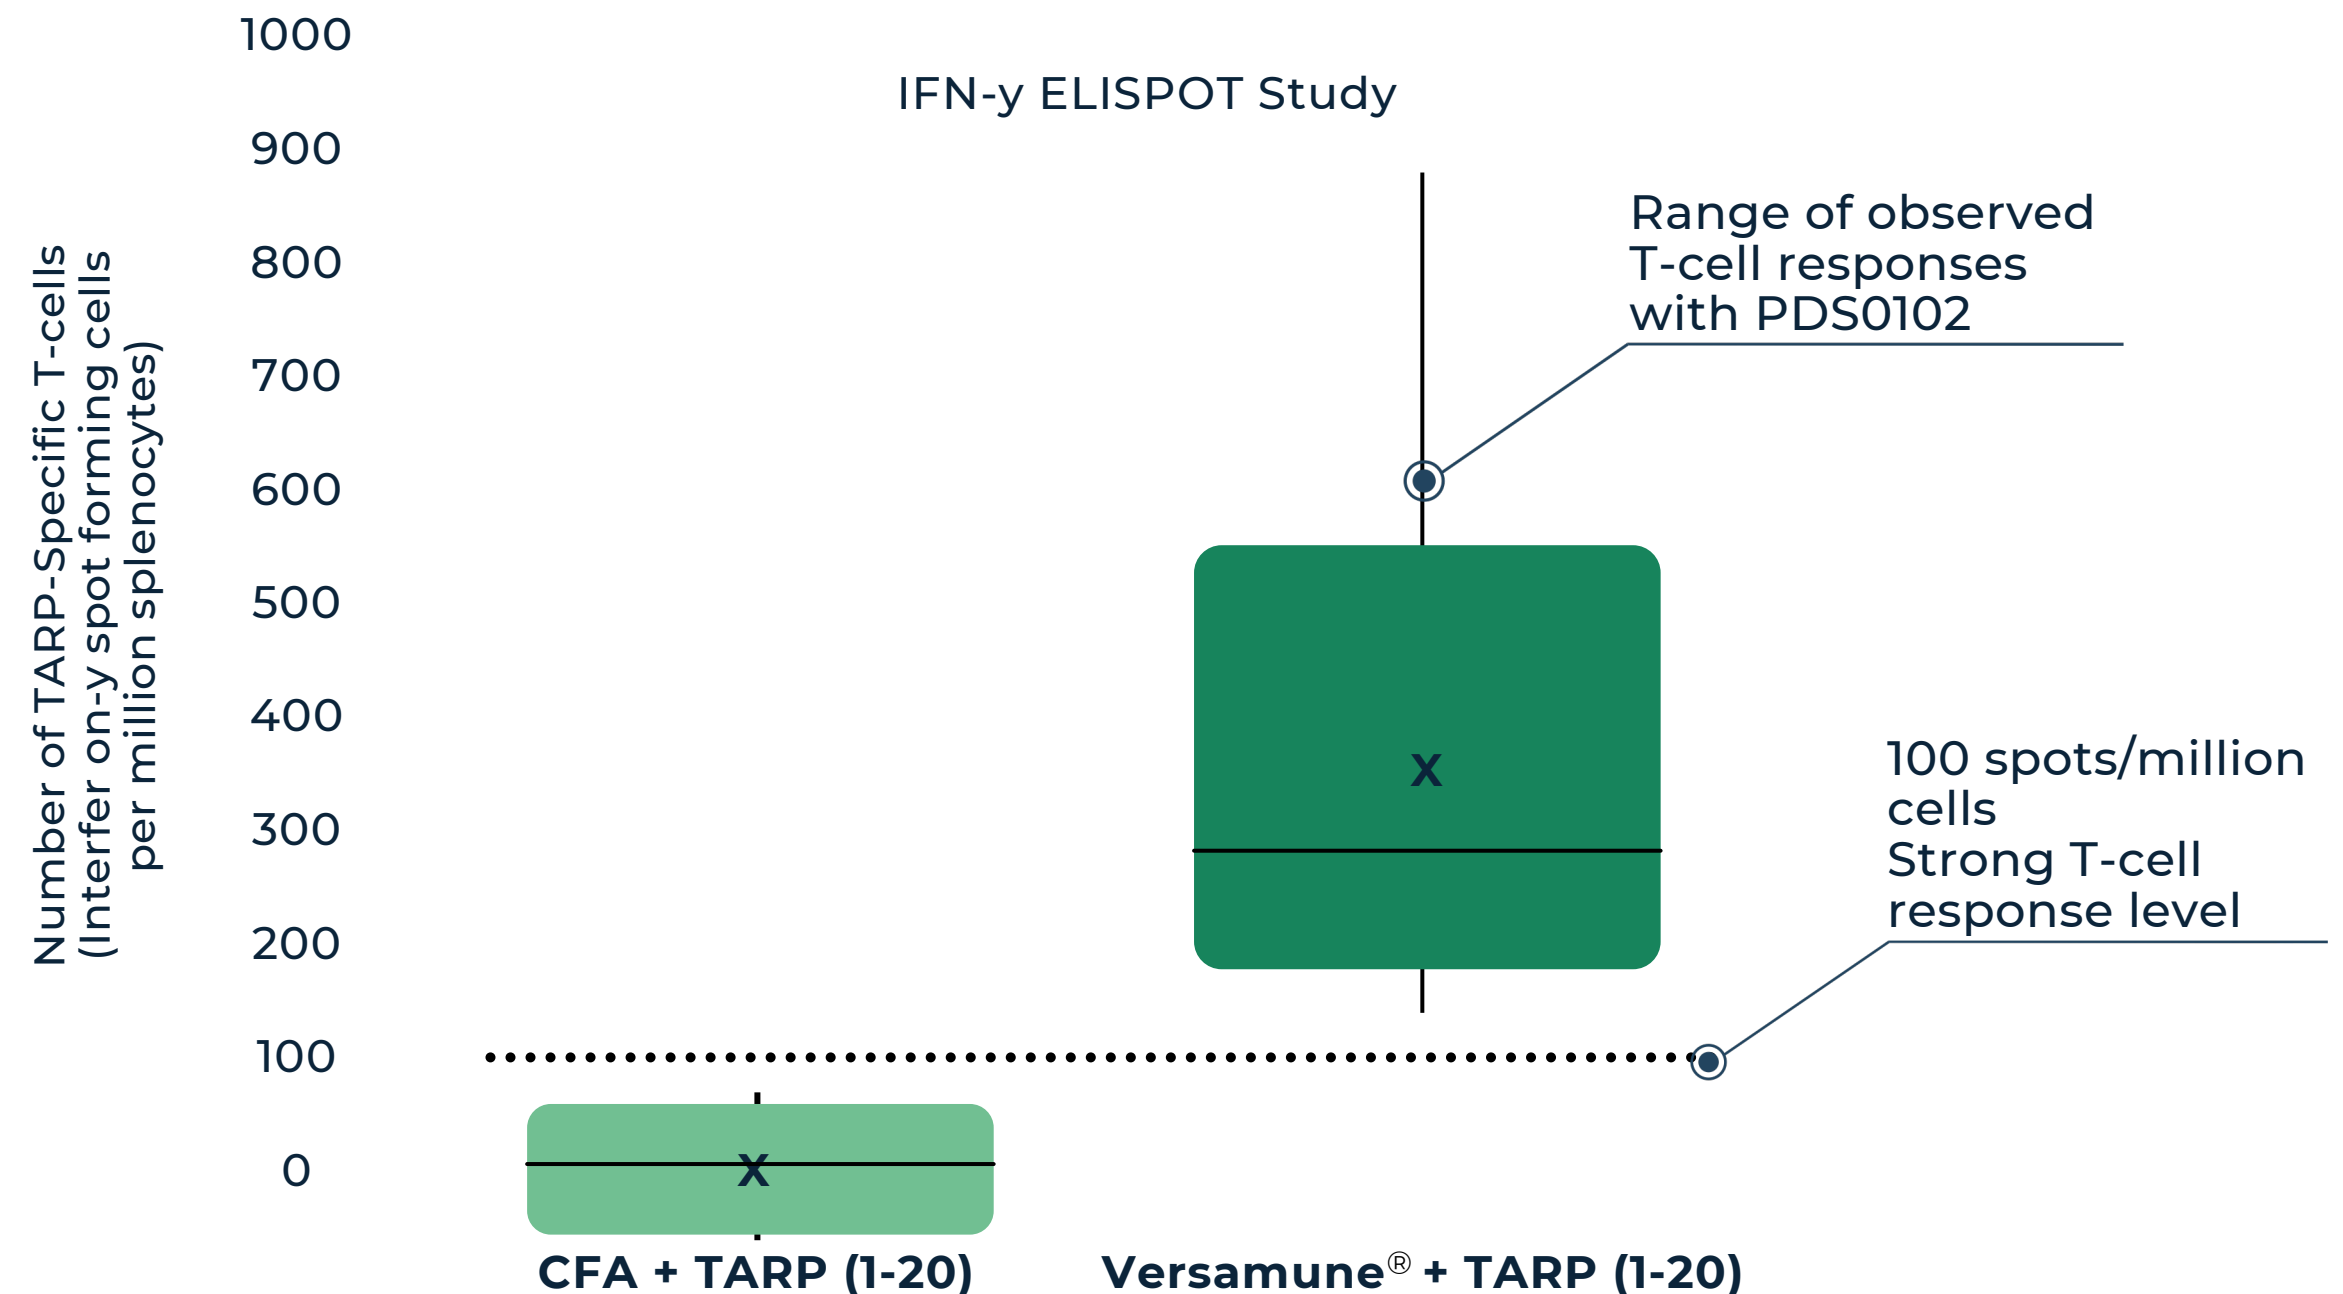 IFN-y ELISPOT Study
Number of TARP-Specific T-cells
(Interfer on-y spot forming cells
per million splenocytes)
1000
900
800
700
600
500
400
300
200
100
0
Range of observed
T-cell responses
with PDS0102
100 spots/million
cells
Strong T-cell
response level
X
X
CFA + TARP (1-20)
Versamune® + TARP (1-20)